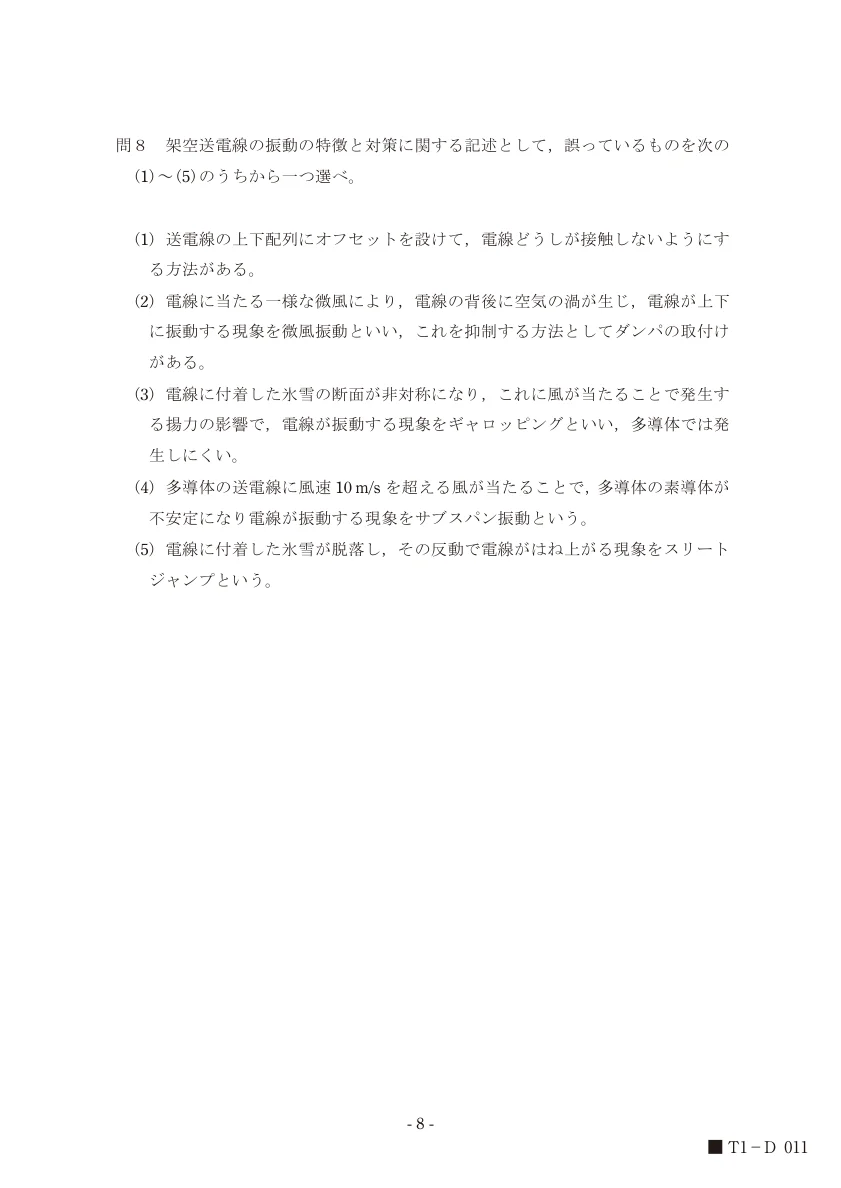 問８　架空送電線の振動の特徴と対策に関する記述として，誤っているものを次の
(1)～(5)のうちから一つ選べ。
(1) 送電線の上下配列にオフセットを設けて，電線どうしが接触しないようにす
る方法がある。
(2) 電線に当たる一様な微風により，電線の背後に空気の渦が生じ，電線が上下
に振動する現象を微風振動といい，これを抑制する方法としてダンパの取付け
がある。
(3) 電線に付着した氷雪の断面が非対称になり，これに風が当たることで発生す
る揚力の影響で，電線が振動する現象をギャロッピングといい，多導体では発
生しにくい。
(4) 多導体の送電線に風速 10 m/s を超える風が当たることで，多導体の素導体が
不安定になり電線が振動する現象をサブスパン振動という。
(5) 電線に付着した氷雪が脱落し，その反動で電線がはね上がる現象をスリート
ジャンプという。
- 8 -
■ T1－D 011